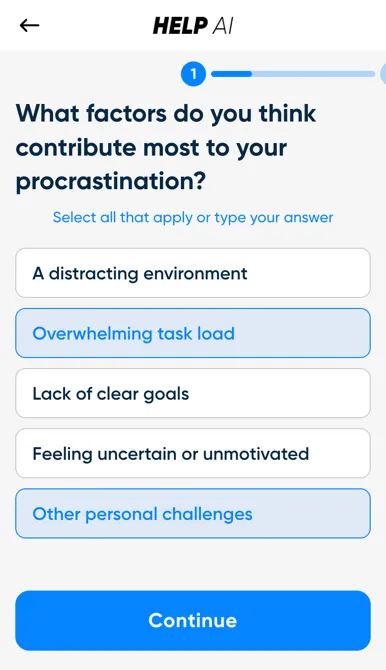 HELP AI
1
What factors do you think
contribute most to your
procrastination?
Select all that apply or type your answer
A distracting environment
Overwhelming task load
Lack of clear goals
Feeling uncertain or unmotivated
Other personal challenges
Continue